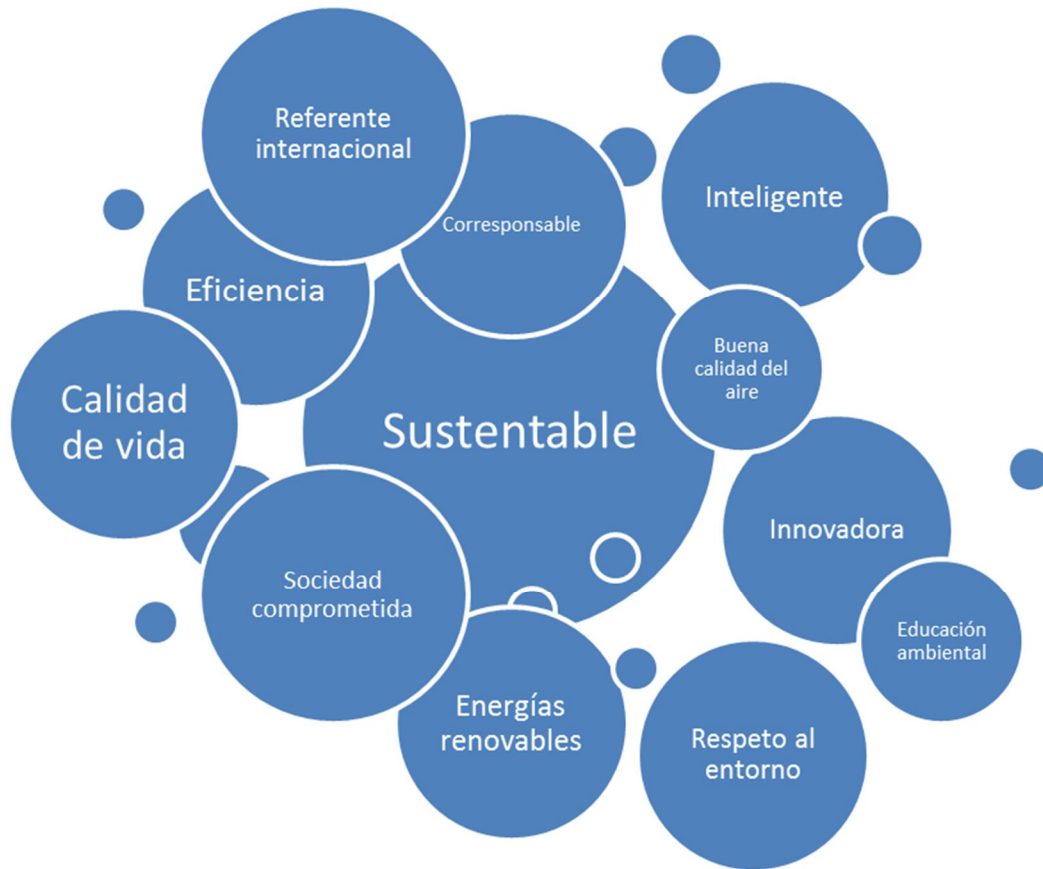 Referente
internacional
Corresponsable
Inteligente
Eficiencia
Buena
calidad del
aire
Calidad
de vida
Sustentable
Innovadora
Sociedad
comprometida
Educación
ambiental
Energías
renovables
Respeto al
entorno